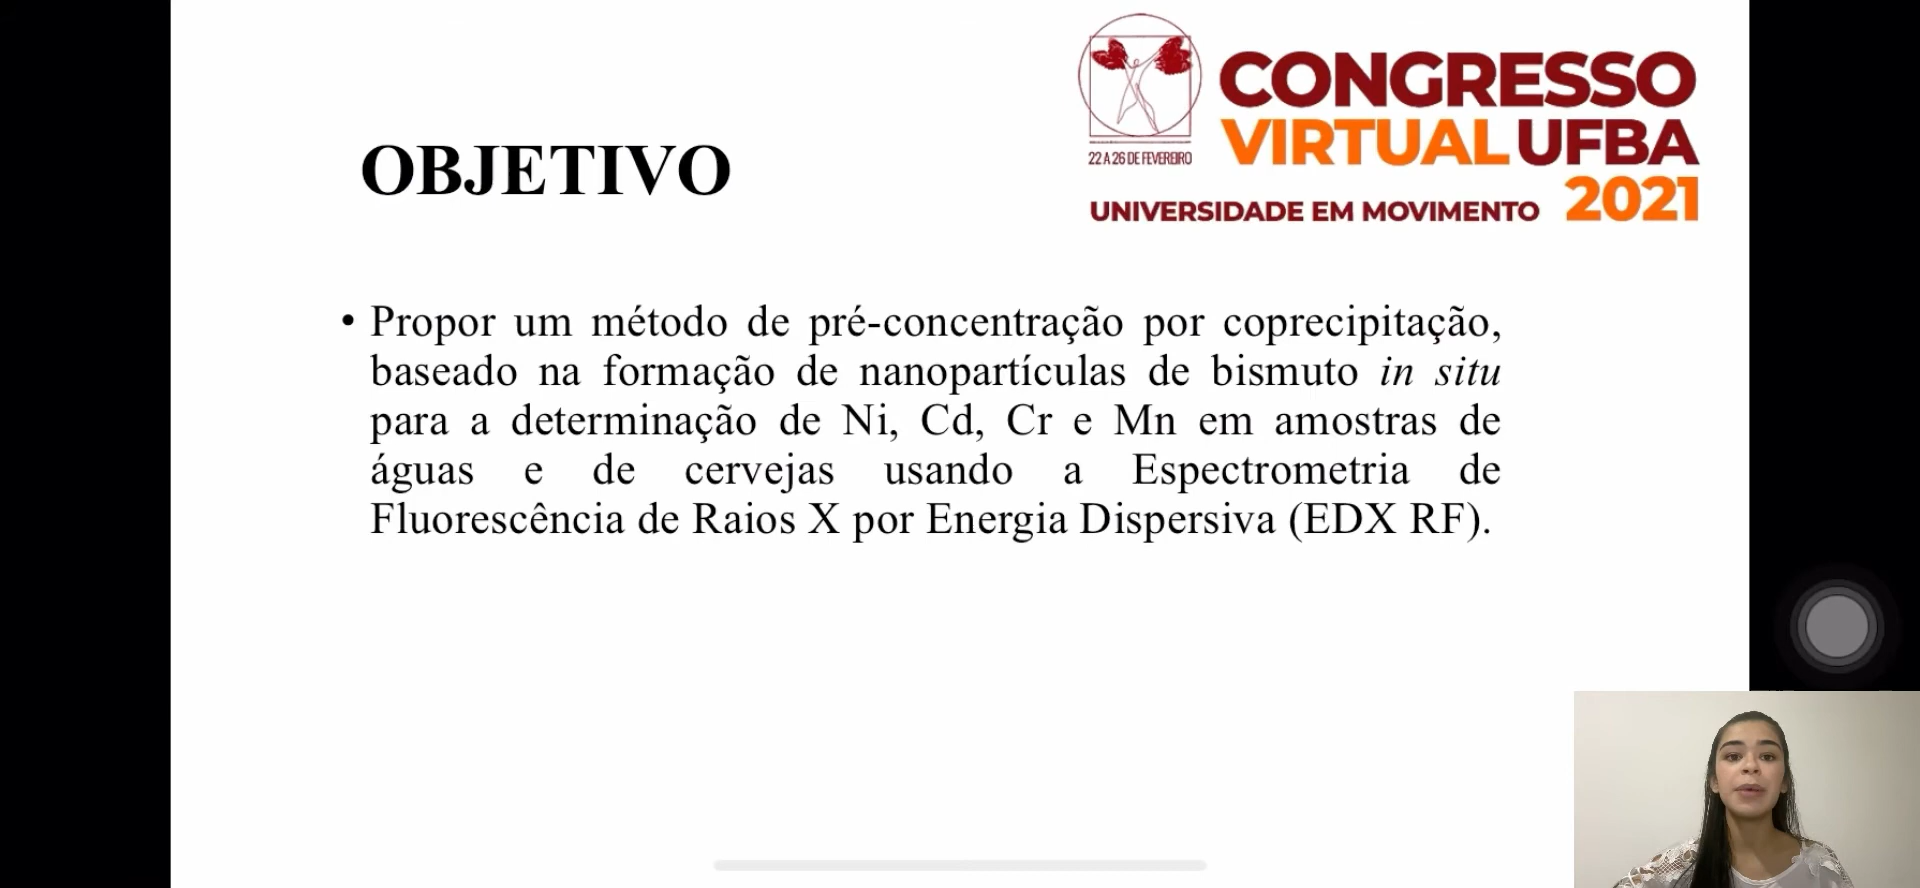 CONGRESSO
VIRTUAL UFBA
2021
22 A 26 DE FEVEREIRO
UNIVERSIDADE EM MOVIMENTO
OBJETIVO
• Propor um método de pré-concentração por coprecipitação,
baseado na formação de nanopartículas de bismuto in situ
para a determinação de Ni, Cd, Cr e Mn em amostras de
águas e de cervejas usando a Espectrometria de
Fluorescência de Raios X por Energia Dispersiva (EDX RF).